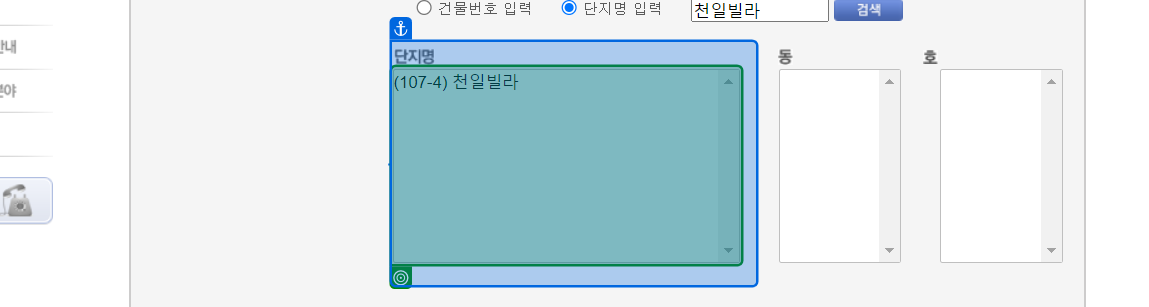 건물번호 입력 단지명 입력 천일빌라 검색
안내
단지명 동 호
(107-4) 천일빌라
분야